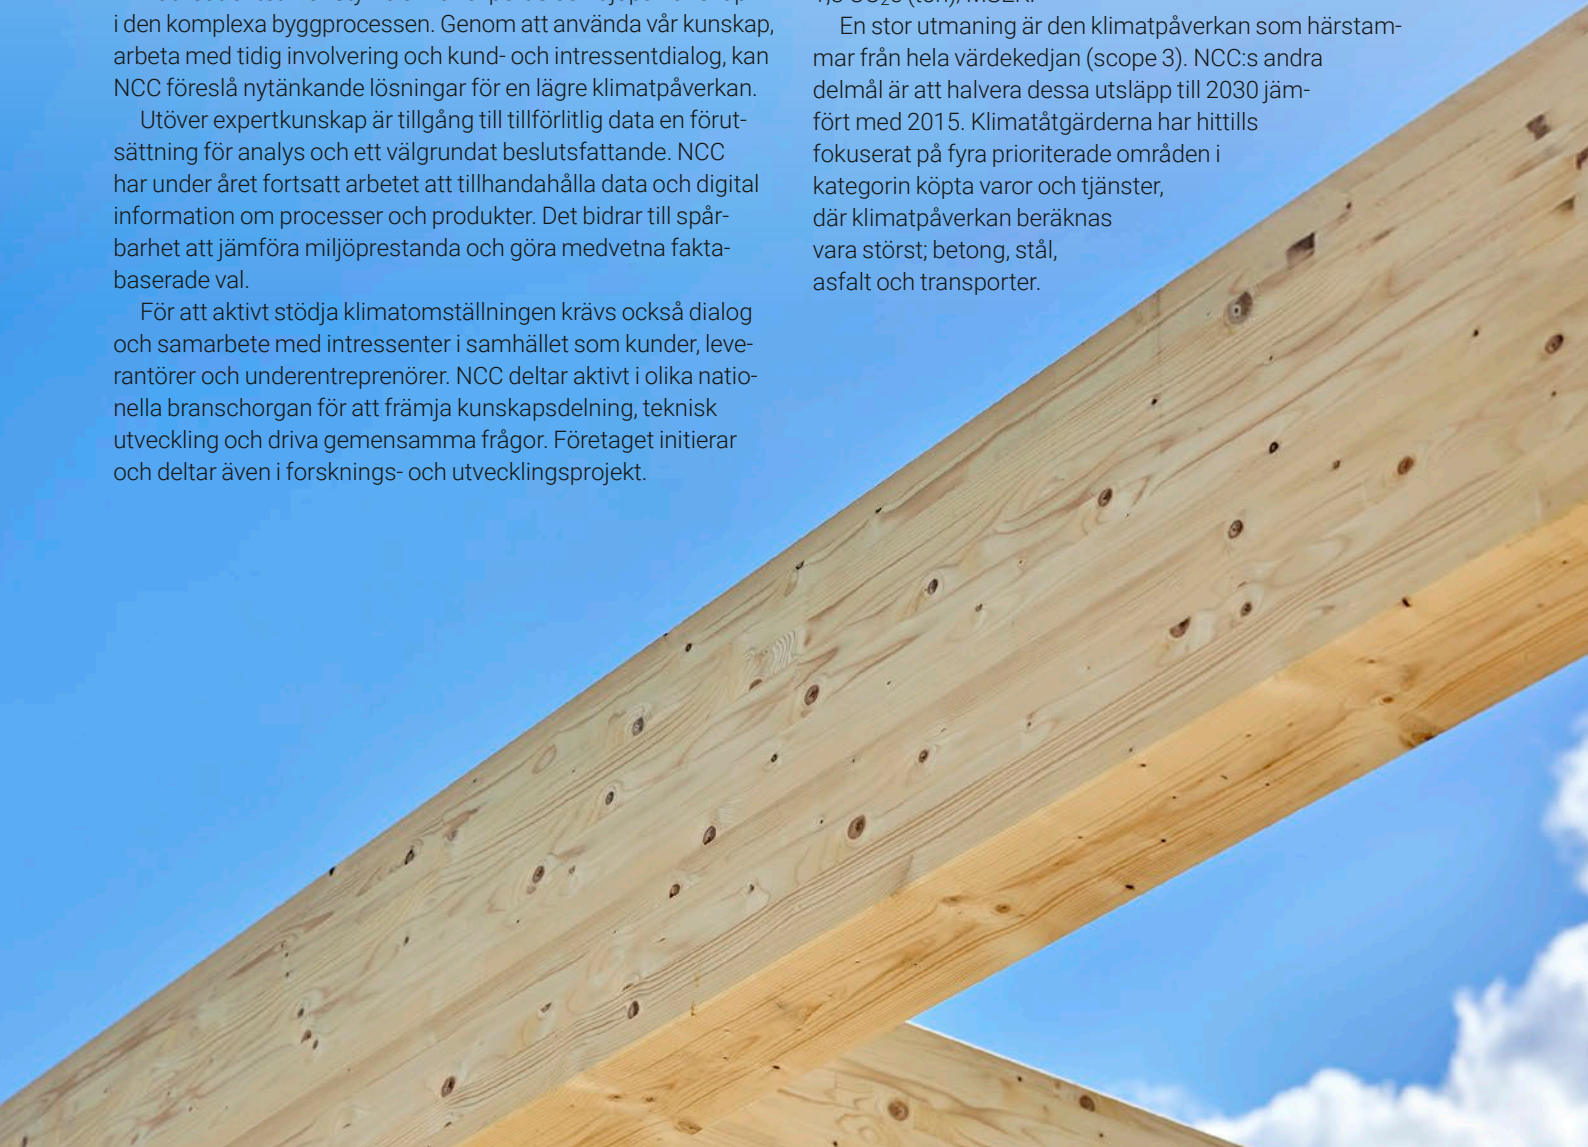 i den komplexa byggprocessen. Genom att använda vår kunskap,
arbeta med tidig involvering och kund- och intressentdialog, kan
NCC föreslå nytänkande lösningar för en lägre klimatpåverkan.
Utöver expertkunskap är tillgång till tillförlitlig data en förut-
sättning för analys och ett välgrundat beslutsfattande. NCC
har under året fortsatt arbetet att tillhandahålla data och digital
information om processer och produkter. Det bidrar till spår-
barhet att jämföra miljöprestanda och göra medvetna fakta-
baserade val.
För att aktivt stödja klimatomställningen krävs också dialog
och samarbete med intressenter i samhället som kunder, leve-
rantörer och underentreprenörer. NCC deltar aktivt i olika natio-
nella branschorgan för att främja kunskapsdelning, teknisk
utveckling och driva gemensamma frågor. Företaget initierar
och deltar även i forsknings- och utvecklingsprojekt.
En stor utmaning är den klimatpåverkan som härstam-
mar från hela värdekedjan (scope 3). NCC:s andra
delmål är att halvera dessa utsläpp till 2030 jäm-
fört med 2015. Klimatåtgärderna har hittills
fokuserat på fyra prioriterade områden i
kategorin köpta varor och tjänster,
där klimatpåverkan beräknas
vara störst; betong, stål,
asfalt och transporter.